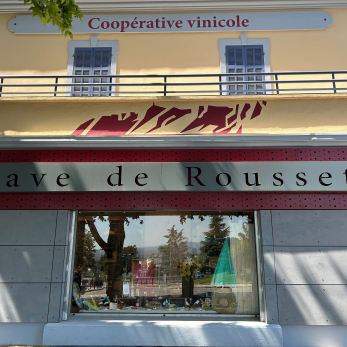 Coopérative vinicole
ave de Rousset